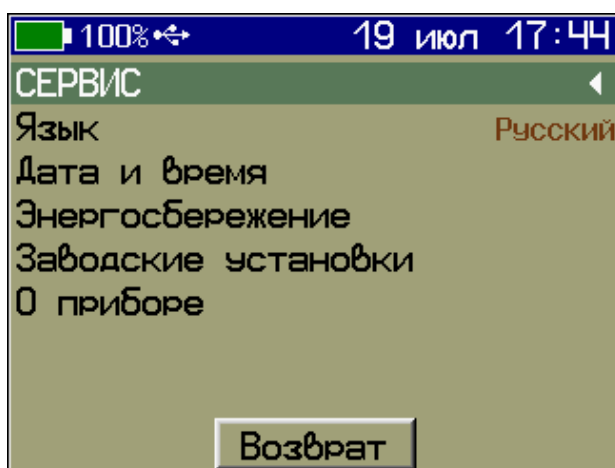 100% 19 июл 17:44
СЕРВИС
Язык Русский
Дата и время
Энергосбережение
Заводские установки
О приборе
Возврат